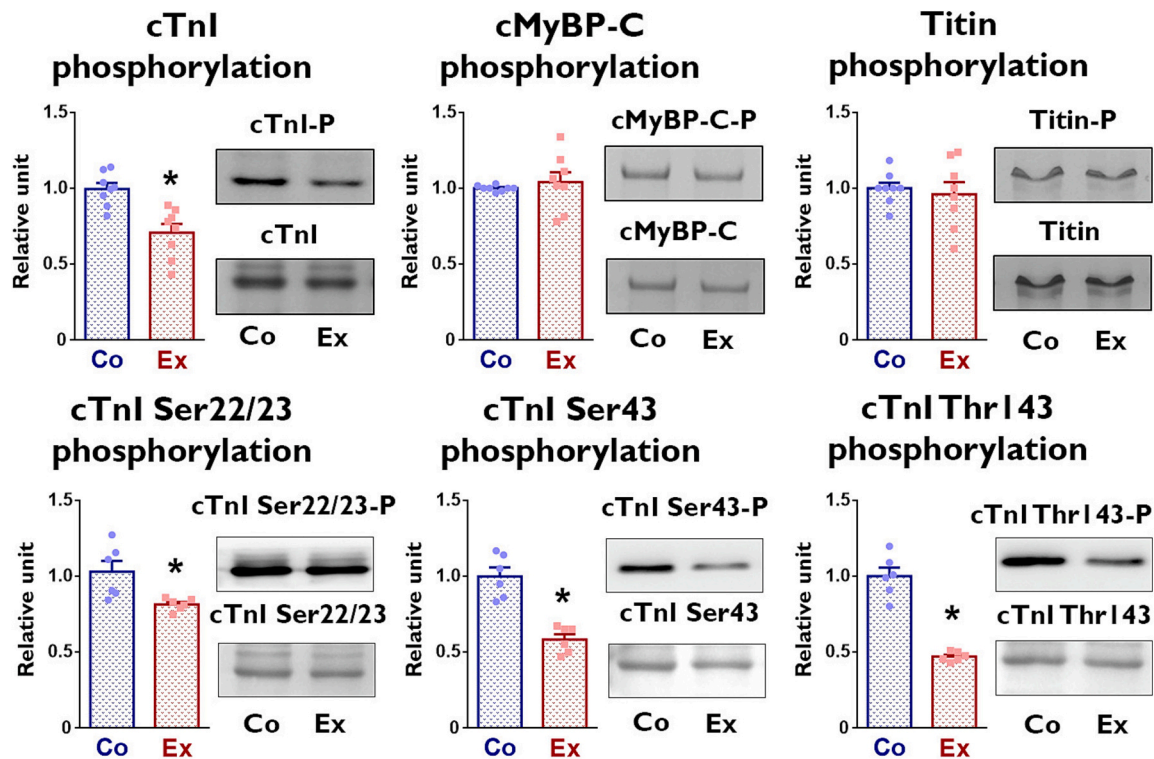 cTnI
phosphorylation
1.5
1.0
0.5
0
Relative unit
*
Co
Ex
cTnI-P
cTnI
Co Ex
cMyBP-C
phosphorylation
1.5
1.0
0.5
0
Relative unit
Co
Ex
cMyBP-C-P
cMyBP-C
Co Ex
Titin
phosphorylation
1.5
1.0
0.5
0
Relative unit
Co
Ex
Titin-P
Titin
Co Ex
cTnI Ser22/23
phosphorylation
1.5
1.0
0.5
0
Relative unit
*
Co
Ex
cTnI Ser22/23-P
cTnI Ser22/23
Co Ex
cTnI Ser43
phosphorylation
1.5
1.0
0.5
0
Relative unit
*
Co
Ex
cTnI Ser43-P
cTnI Ser43
Co Ex
cTnI Thr143
phosphorylation
1.5
1.0
0.5
0
Relative unit
*
Co
Ex
cTnI Thr143-P
cTnI Thr143
Co Ex